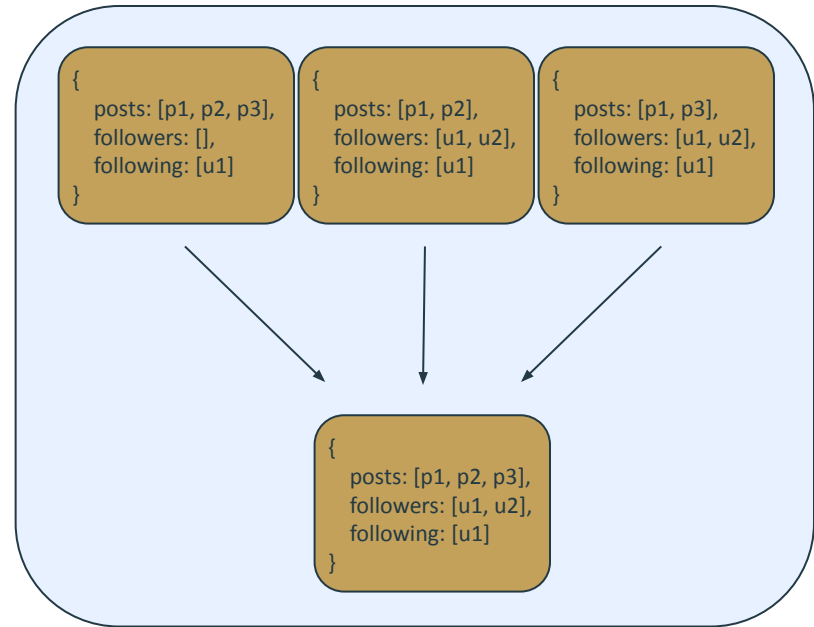 {
posts: [p1, p2, p3],
followers: [],
following: [u1]
}
{
posts: [p1, p2],
followers: [u1, u2],
following: [u1]
}
{
posts: [p1, p3],
followers: [u1, u2],
following: [u1]
}
{
posts: [p1, p2, p3],
followers: [u1, u2],
following: [u1]
}